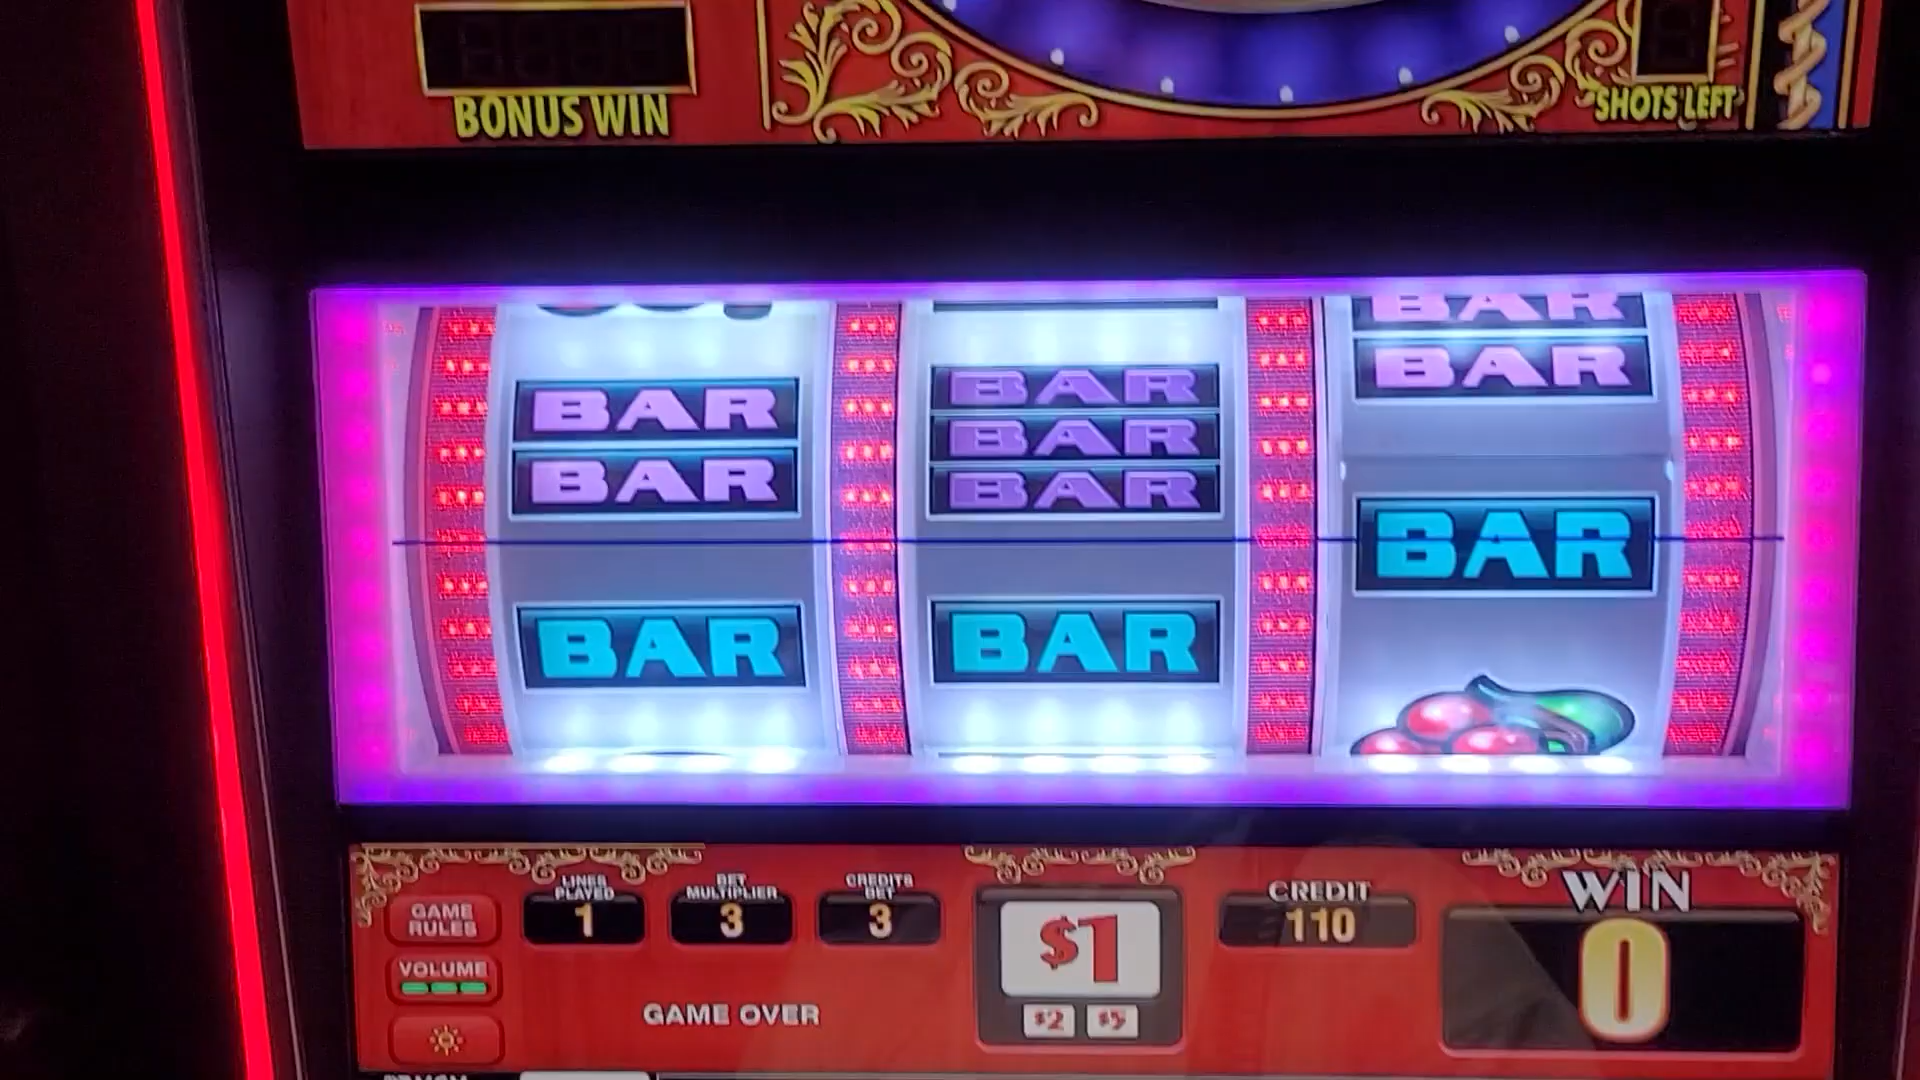 BONUS WIN
SHOTS LEFT
BAR
BAR
BAR
BAR
BAR
BAR
BAR
BAR
BAR
BAR
GAME RULES
VOLUME
LINES PLAYED
1
BET MULTIPLIER
3
CREDITS BET
3
$1
$2
$5
CREDIT
110
WIN
0
GAME OVER